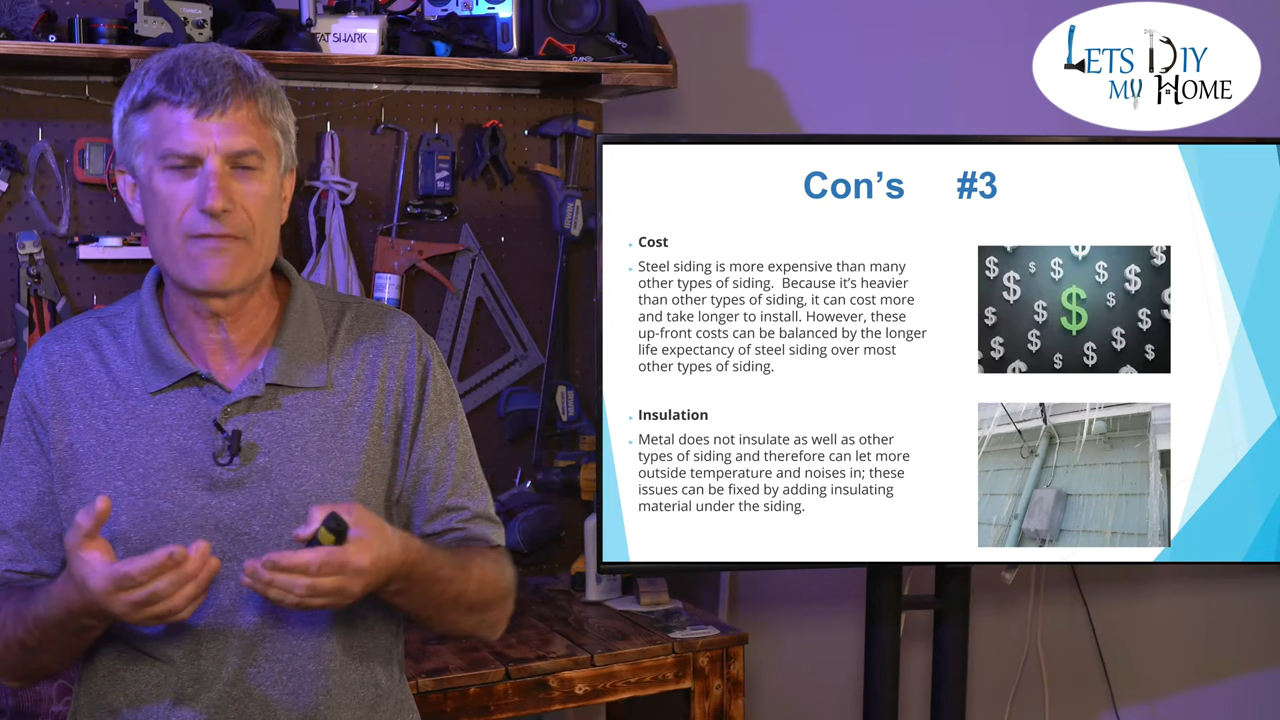 FAT SHARK
LETS DIY
MY HOME
Con's #3
Cost
Steel siding is more expensive than many
other types of siding. Because it's heavier
than other types of siding, it can cost more
and take longer to install. However, these
up-front costs can be balanced by the longer
life expectancy of steel siding over most
other types of siding.
Insulation
Metal does not insulate as well as other
types of siding and therefore can let more
outside temperature and noises in; these
issues can be fixed by adding insulating
material under the siding.
IRWIN
IRWIN